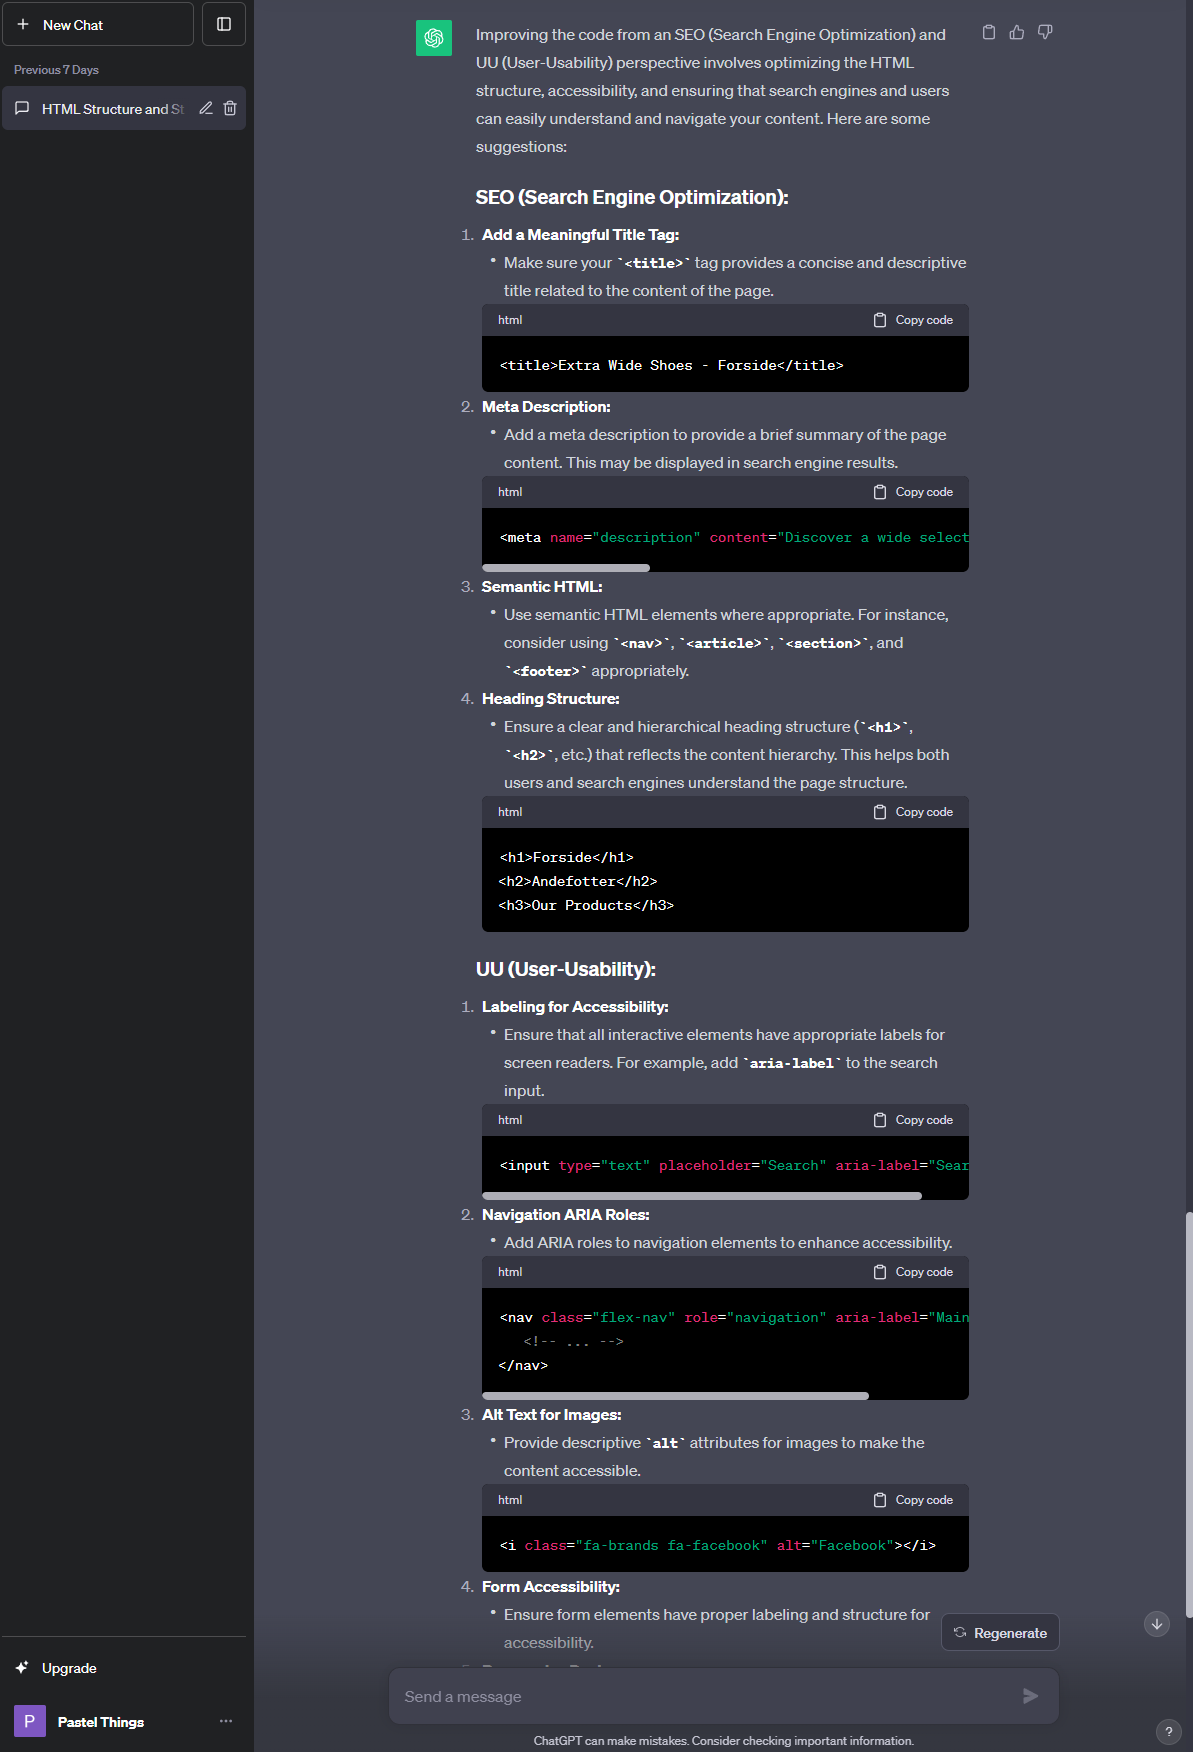 New Chat
Previous 7 Days
HTML Structure and St
Improving the code from an SEO (Search Engine Optimization) and
UU (User-Usability) perspective involves optimizing the HTML
structure, accessibility, and ensuring that search engines and users
can easily understand and navigate your content. Here are some
suggestions:
SEO (Search Engine Optimization):
1. Add a Meaningful Title Tag:
• Make sure your `<title>` tag provides a concise and descriptive
title related to the content of the page.
html Copy code
<title>Extra Wide Shoes - Forside</title>
2. Meta Description:
• Add a meta description to provide a brief summary of the page
content. This may be displayed in search engine results.
html Copy code
<meta name="description" content="Discover a wide select
3. Semantic HTML:
• Use semantic HTML elements where appropriate. For instance,
consider using `<nav>`, `<article>`, `<section>`, and
`<footer>` appropriately.
4. Heading Structure:
• Ensure a clear and hierarchical heading structure (`<h1>`,
`<h2>`, etc.) that reflects the content hierarchy. This helps both
users and search engines understand the page structure.
html Copy code
<h1>Forside</h1>
<h2>Andefotter</h2>
<h3>Our Products</h3>
UU (User-Usability):
1. Labeling for Accessibility:
• Ensure that all interactive elements have appropriate labels for
screen readers. For example, add `aria-label` to the search
input.
html Copy code
<input type="text" placeholder="Search" aria-label="Sear
2. Navigation ARIA Roles:
• Add ARIA roles to navigation elements to enhance accessibility.
html Copy code
<nav class="flex-nav" role="navigation" aria-label="Main
<!-- ... -->
</nav>
3. Alt Text for Images:
• Provide descriptive `alt` attributes for images to make the
content accessible.
html Copy code
<i class="fa-brands fa-facebook" alt="Facebook"></i>
4. Form Accessibility:
• Ensure form elements have proper labeling and structure for
accessibility.
Regenerate
Upgrade
Send a message
P Pastel Things ...
ChatGPT can make mistakes. Consider checking important information.
?